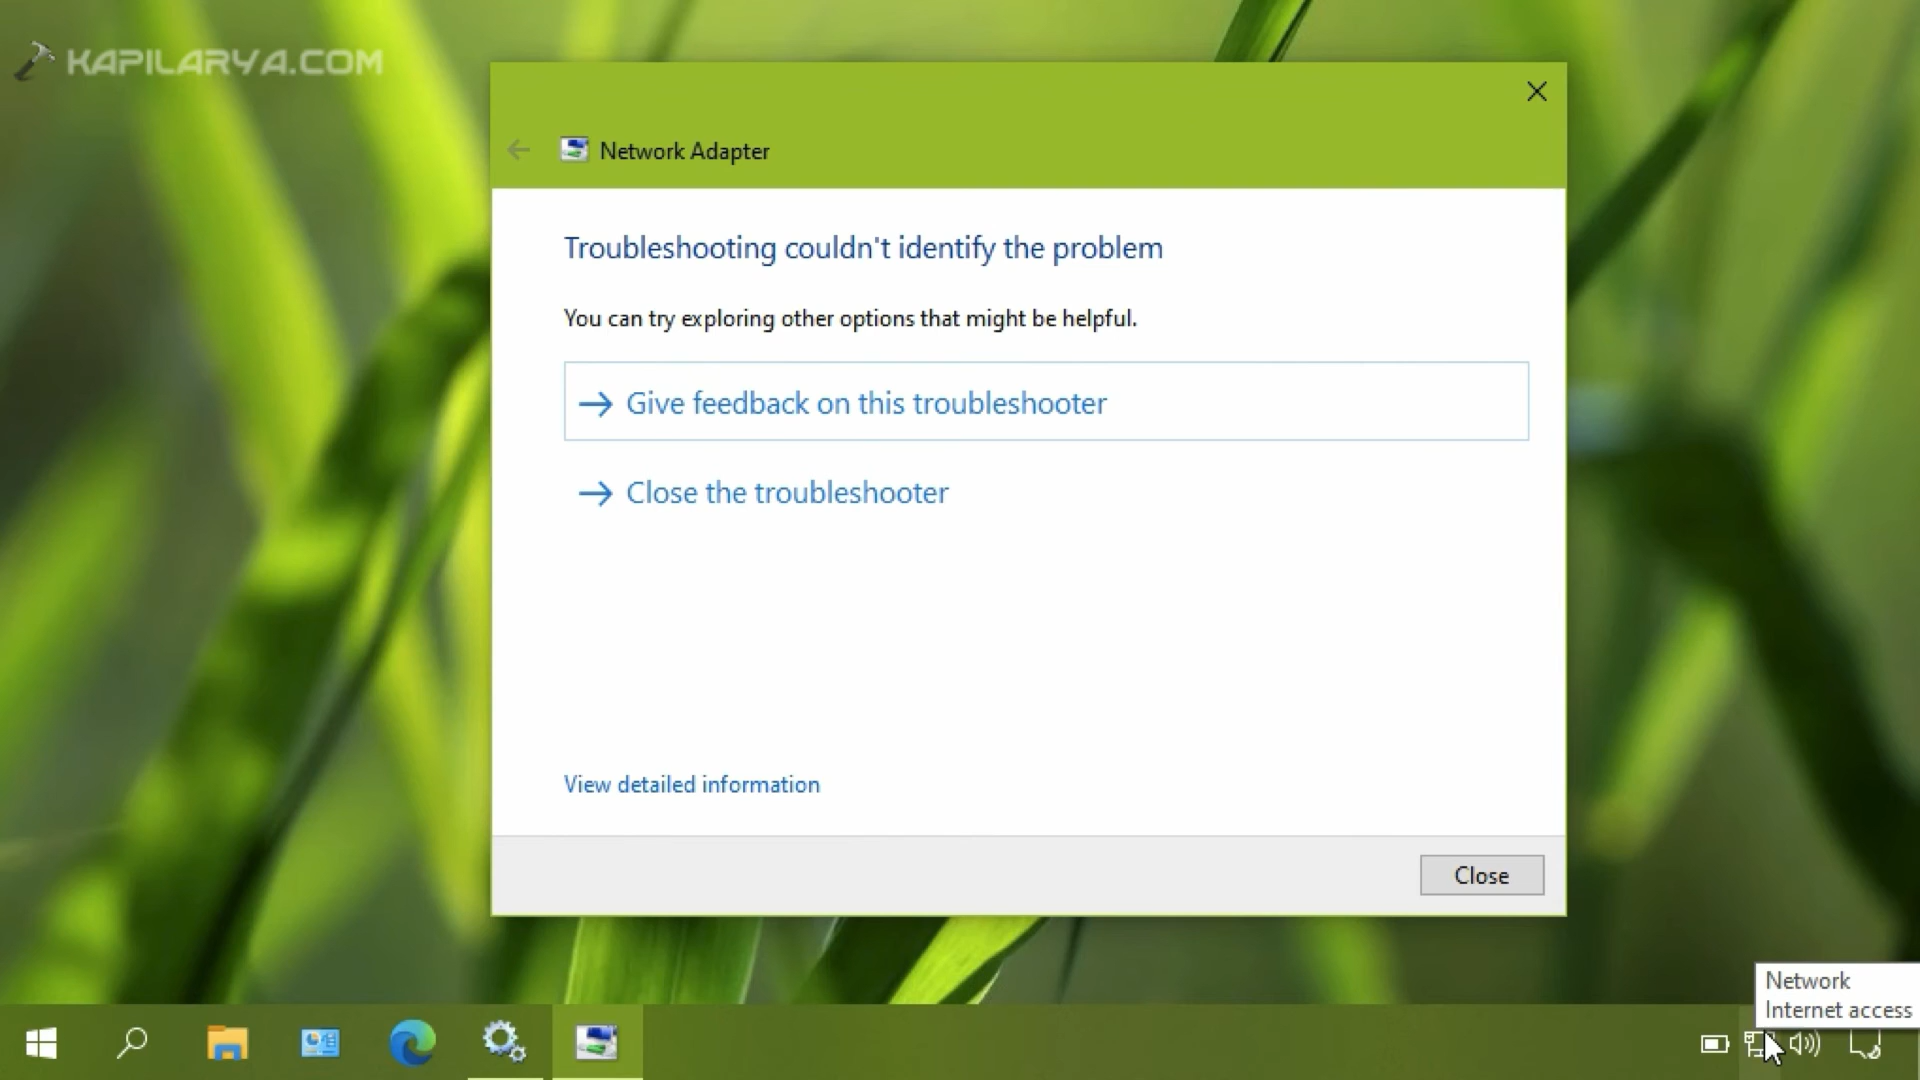 KAPILARYA.COM
Network Adapter
Troubleshooting couldn't identify the problem
You can try exploring other options that might be helpful.
Give feedback on this troubleshooter
Close the troubleshooter
View detailed information
Close
Network
Internet access